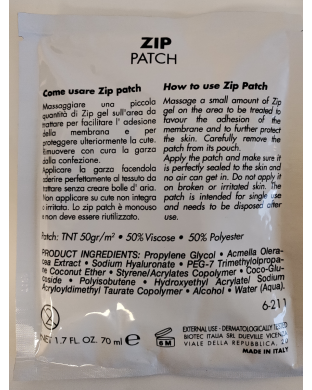 ZIP
PATCH
Come usare Zip patch
Massaggiare una piccola
quantità di Zip gel sull'area da
trattare per facilitare l' adesione
della membrana e per
proteggere ulteriormente la cute.
Rimuovere con cura la garza
dalla confezione.
Applicare la garza facendola
aderire perfettamente al tessuto da
trattare senza creare bolle d' aria.
Non applicare su cute non integra
o irritata. Lo zip patch è monouso
e non deve essere riutilizzato.
How to use Zip Patch
Massage a small amount of Zip
gel on the area to be treated to
favour the adhesion of the
membrane and to further protect
the skin. Carefully remove the
patch from its pouch.
Apply the patch and make sure it
is perfectly sealed to the skin and
no air can get in. Do not apply it
on broken or irritated skin. The
patch is intended for single use
and needs to be disposed after
use.
Patch: TNT 50gr/m² • 50% Viscose • 50% Polyester
PRODUCT INGREDIENTS: Propylene Glycol • Acmella Olera-
cea Extract • Sodium Hyaluronate • PEG-7 Trimethylolpropa-
ne Coconut Ether • Styrene/Acrylates Copolymer • Coco-Glu-
coside • Polyisobutene • Hydroxyethyl Acrylate/ Sodium
Acryloyldimethyl Taurate Copolymer • Alcohol • Water (Aqua).
6-211
NET 1.7 FL. OZ. 70 ml e
6 M
EXTERNAL USE - DERMATOLOGICALLY TESTED
BIOTEC ITALIA SRL DUEVILLE VICENZA
VIALE DELLA REPUBBLICA, 20
MADE IN ITALY